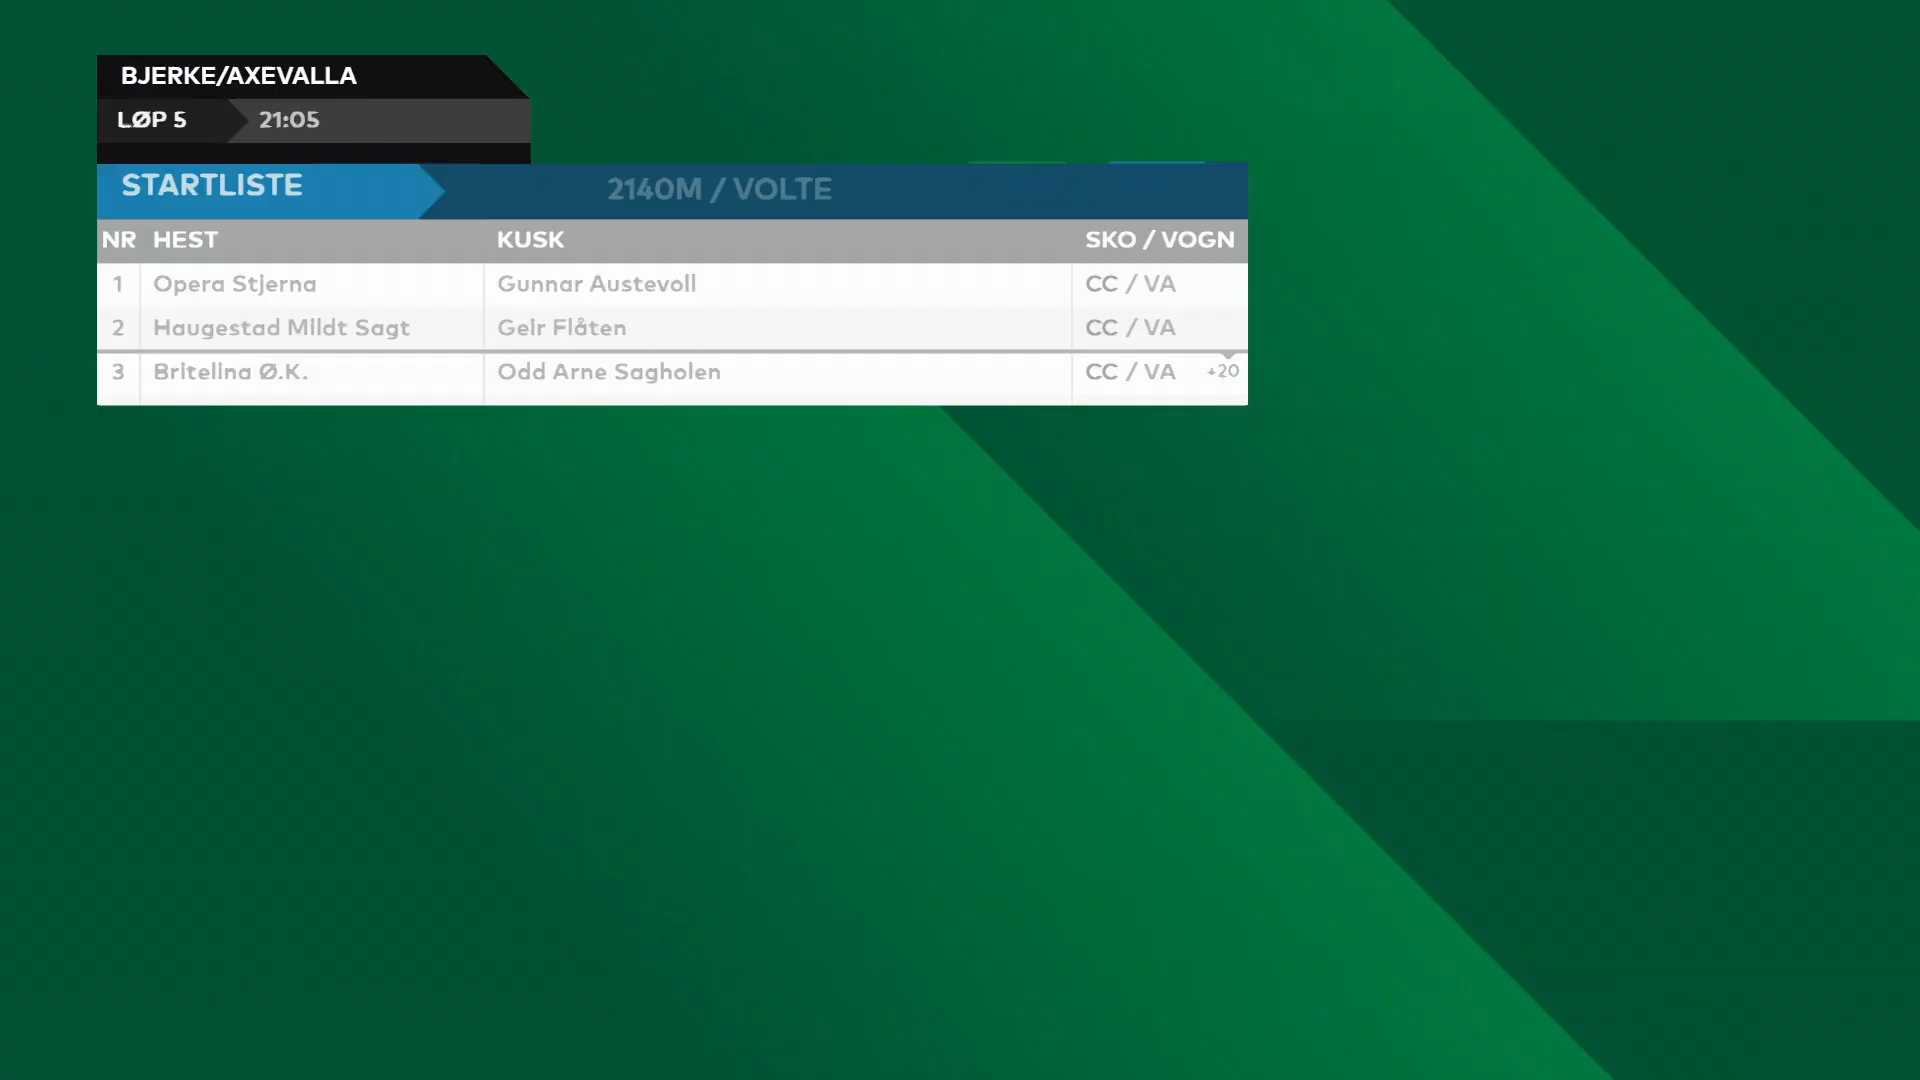 BJERKE/AXEVALLA
LØP 5 21:05
STARTLISTE 2140M / VOLTE
NR HEST KUSK SKO / VOGN
1 Opera Stjerna Gunnar Austevoll CC / VA
2 Haugestad Mildt Sagt Geir Flåten CC / VA
3 Britelina Ø.K. Odd Arne Sagholen CC / VA +20